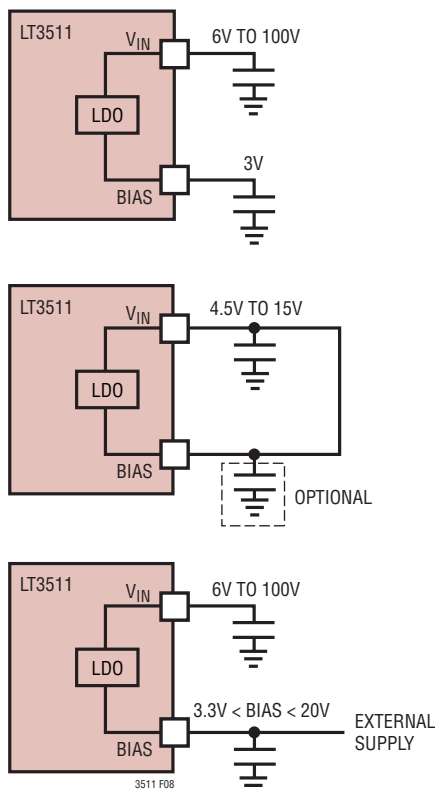 LT3511
VIN
6V TO 100V
LDO
3V
BIAS
LT3511
VIN
4.5V TO 15V
LDO
BIAS
OPTIONAL
LT3511
VIN
6V TO 100V
LDO
3.3V < BIAS < 20V
EXTERNAL
SUPPLY
BIAS
3511 F08